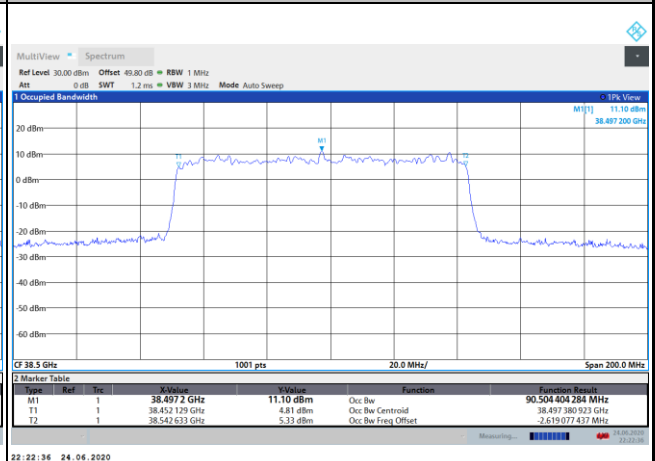 MultiView Spectrum
Ref Level 30.00 dBm Offset 49.80 dB RBW 1 MHz
Att 0 dB SWT 1.2 ms VBW 3 MHz Mode Auto Sweep
1 Occupied Bandwidth 1Pk View
M1[1] 11.10 dBm
38.497 200 GHz
20 dBm
M1
10 dBm
T1 T2
0 dBm
-10 dBm
-20 dBm
-30 dBm
-40 dBm
-50 dBm
-60 dBm
CF 38.5 GHz 1001 pts 20.0 MHz/ Span 200.0 MHz
2 Marker Table
Type Ref Trc X-Value Y-Value Function Function Result
M1 1 38.4972 GHz 11.10 dBm Occ Bw 90.504 404 284 MHz
T1 1 38.452 129 GHz 4.81 dBm Occ Bw Centroid 38.497 380 923 GHz
T2 1 38.542 633 GHz 5.33 dBm Occ Bw Freq Offset -2.619 077 437 MHz
Measuring... 24.06.2020
22:22:36
22:22:36 24.06.2020